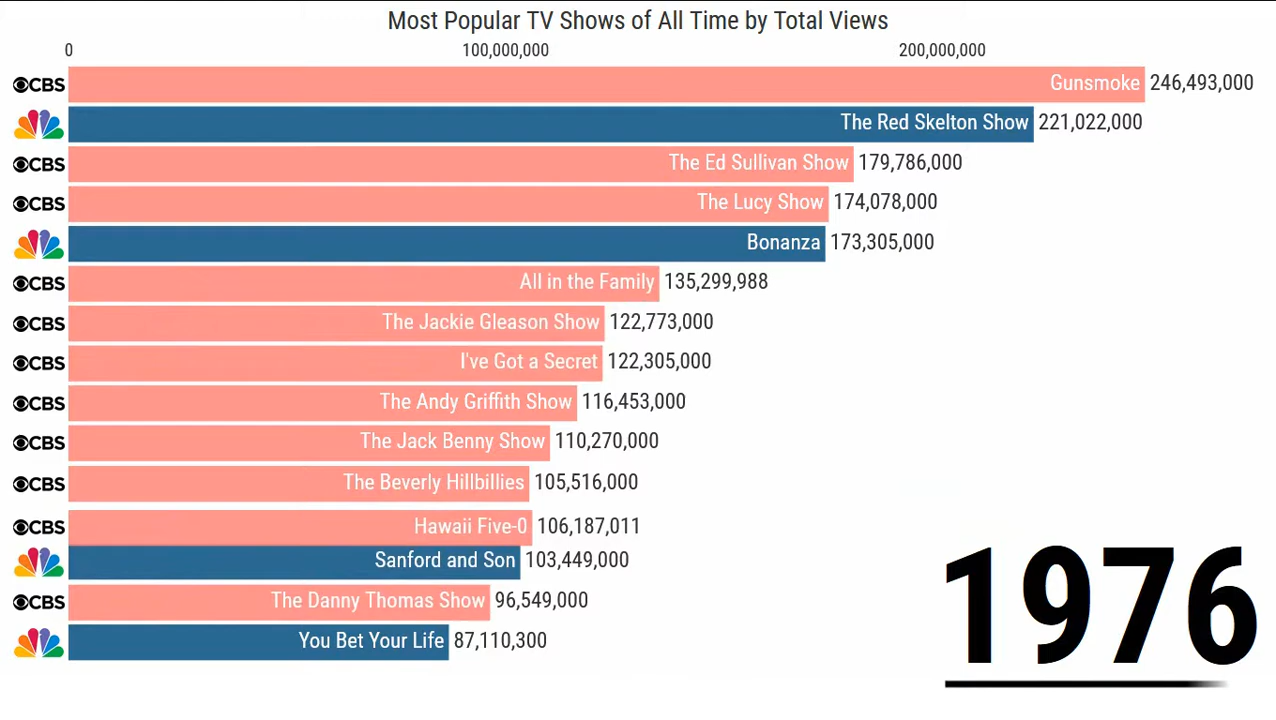 Most Popular TV Shows of All Time by Total Views
0 100,000,000 200,000,000
CBS Gunsmoke 246,493,000
The Red Skelton Show 221,022,000
CBS The Ed Sullivan Show 179,786,000
CBS The Lucy Show 174,078,000
Bonanza 173,305,000
CBS All in the Family 135,299,988
CBS The Jackie Gleason Show 122,773,000
CBS I've Got a Secret 122,305,000
CBS The Andy Griffith Show 116,453,000
CBS The Jack Benny Show 110,270,000
CBS The Beverly Hillbillies 105,516,000
CBS Hawaii Five-0 106,187,011
Sanford and Son 103,449,000
CBS The Danny Thomas Show 96,549,000
You Bet Your Life 87,110,300
1976